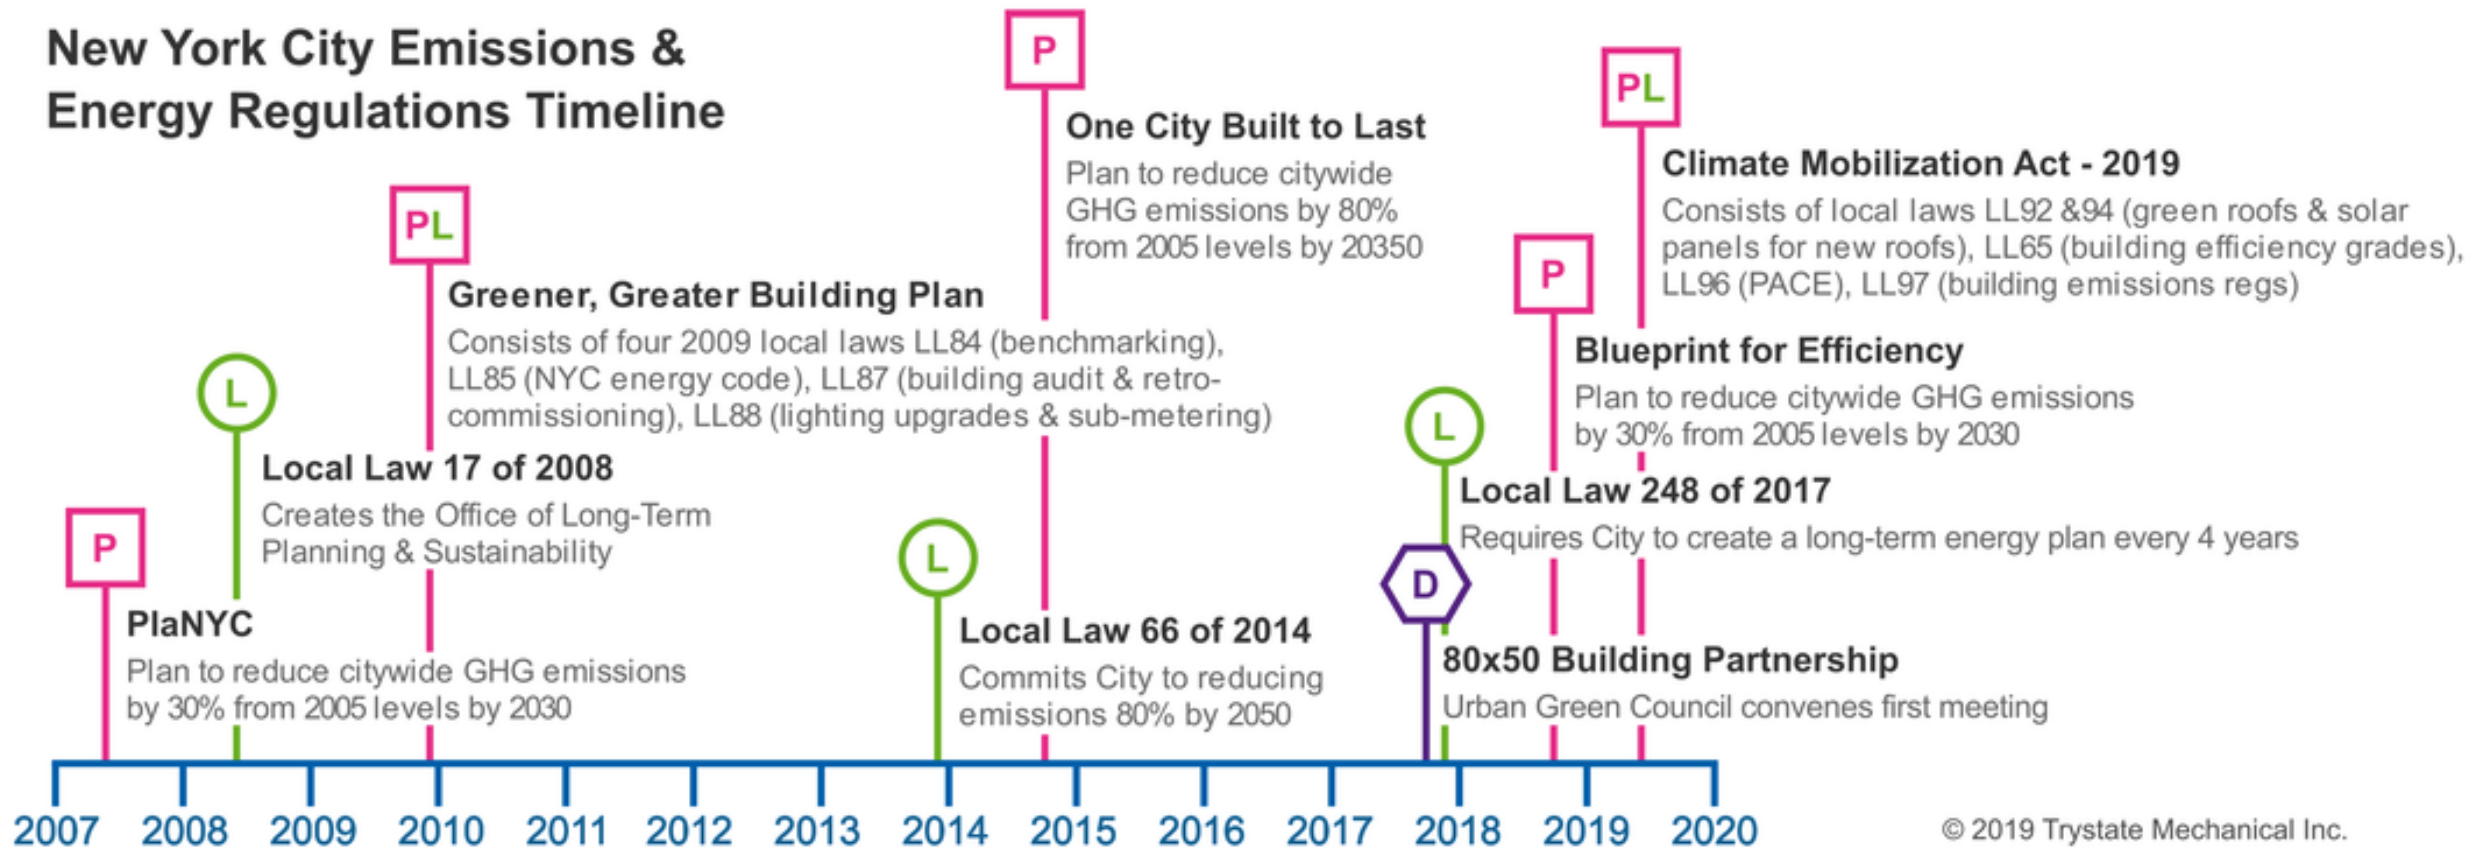 New York City Emissions &
Energy Regulations Timeline
P
One City Built to Last
Plan to reduce citywide
GHG emissions by 80%
from 2005 levels by 20350
PL
Climate Mobilization Act - 2019
Consists of local laws LL92 &94 (green roofs & solar
panels for new roofs), LL65 (building efficiency grades),
LL96 (PACE), LL97 (building emissions regs)
PL
Greener, Greater Building Plan
Consists of four 2009 local laws LL84 (benchmarking),
LL85 (NYC energy code), LL87 (building audit & retro-
commissioning), LL88 (lighting upgrades & sub-metering)
P
Blueprint for Efficiency
Plan to reduce citywide GHG emissions
by 30% from 2005 levels by 2030
L
Local Law 17 of 2008
Creates the Office of Long-Term
Planning & Sustainability
L
Local Law 248 of 2017
Requires City to create a long-term energy plan every 4 years
P
PlaNYC
Plan to reduce citywide GHG emissions
by 30% from 2005 levels by 2030
L
Local Law 66 of 2014
Commits City to reducing
emissions 80% by 2050
D
80x50 Building Partnership
Urban Green Council convenes first meeting
2007 2008 2009 2010 2011 2012 2013 2014 2015 2016 2017 2018 2019 2020
© 2019 Trystate Mechanical Inc.